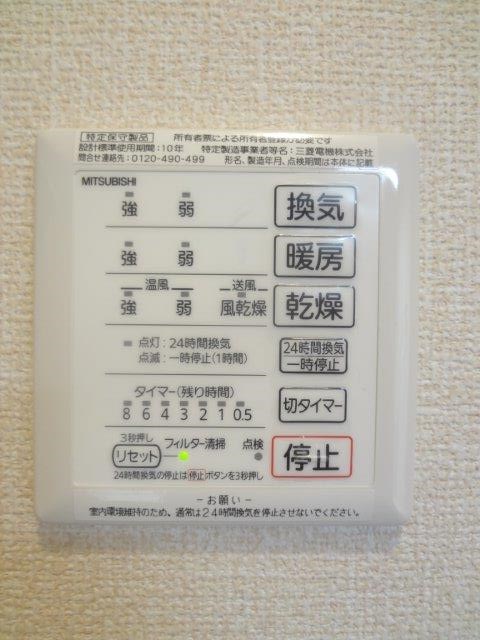 特定保守製品 所有者票による所有者登録が必要です
設計標準使用期間:10年 特定製造事業者等名:三菱電機株式会社
問合せ連絡先:0120-490-499 形名、製造年月、点検期間は本体に記載
MITSUBISHI
強 弱 換気
強 弱 暖房
温風 送風
強 弱 風乾燥 乾燥
点灯:24時間換気
点滅:一時停止(1時間)
24時間換気
一時停止
タイマー(残り時間)
8 6 4 3 2 1 0.5
切タイマー
3秒押し
リセット フィルター清掃 点検
停止
24時間換気の停止は停止ボタンを3秒押し
-お願い-
室内環境維持のため、通常は24時間換気を停止させないでください。